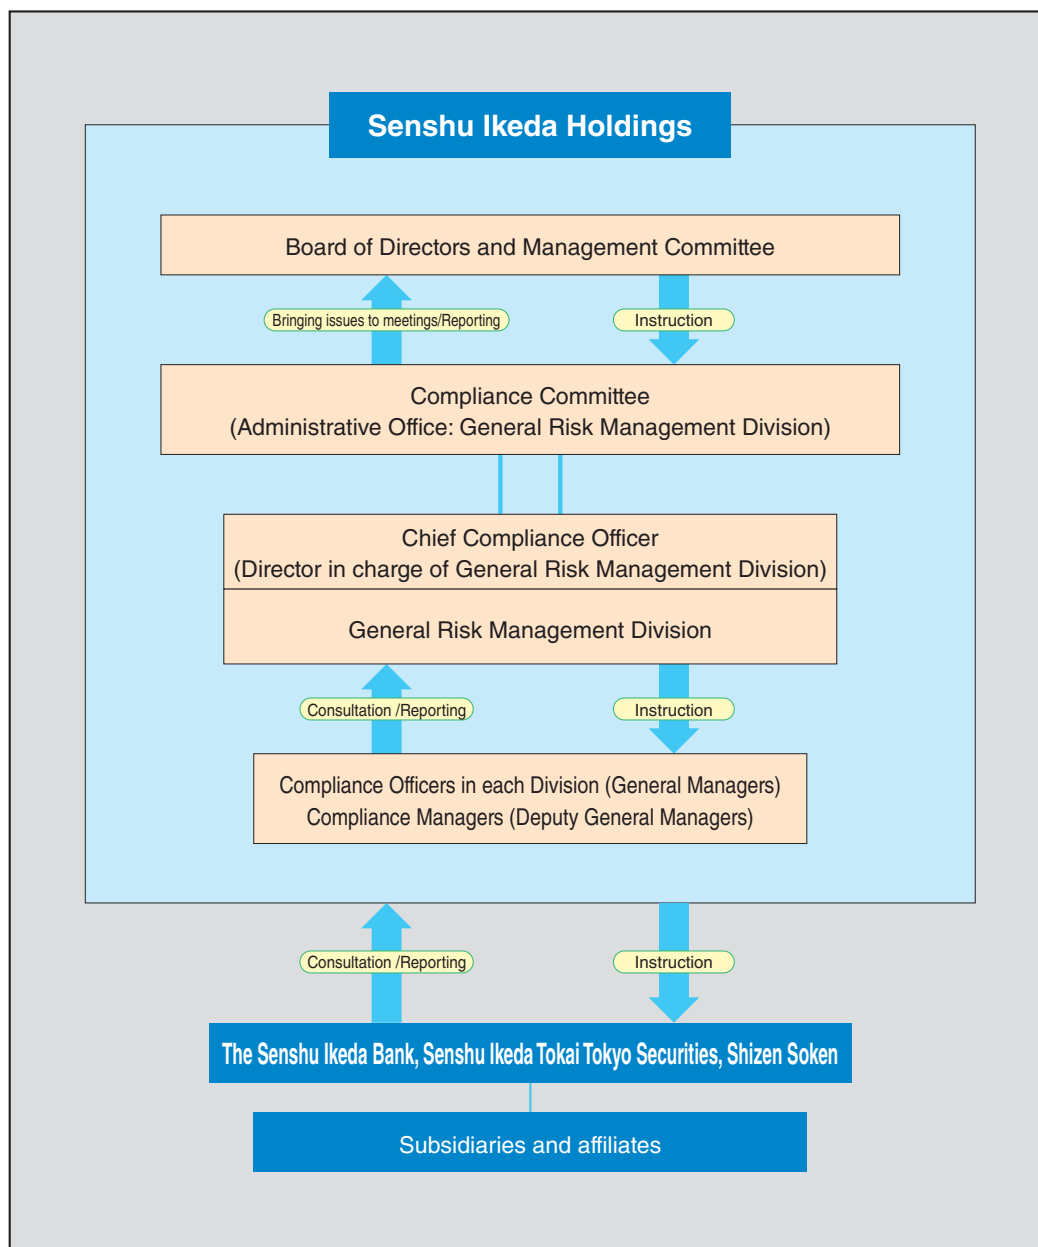 Senshu Ikeda Holdings
Board of Directors and Management Committee
Bringing issues to meetings/Reporting
Instruction
Compliance Committee
(Administrative Office: General Risk Management Division)
Chief Compliance Officer
(Director in charge of General Risk Management Division)
General Risk Management Division
Consultation /Reporting
Instruction
Compliance Officers in each Division (General Managers)
Compliance Managers (Deputy General Managers)
Consultation /Reporting
Instruction
The Senshu Ikeda Bank, Senshu Ikeda Tokai Tokyo Securities, Shizen Soken
Subsidiaries and affiliates